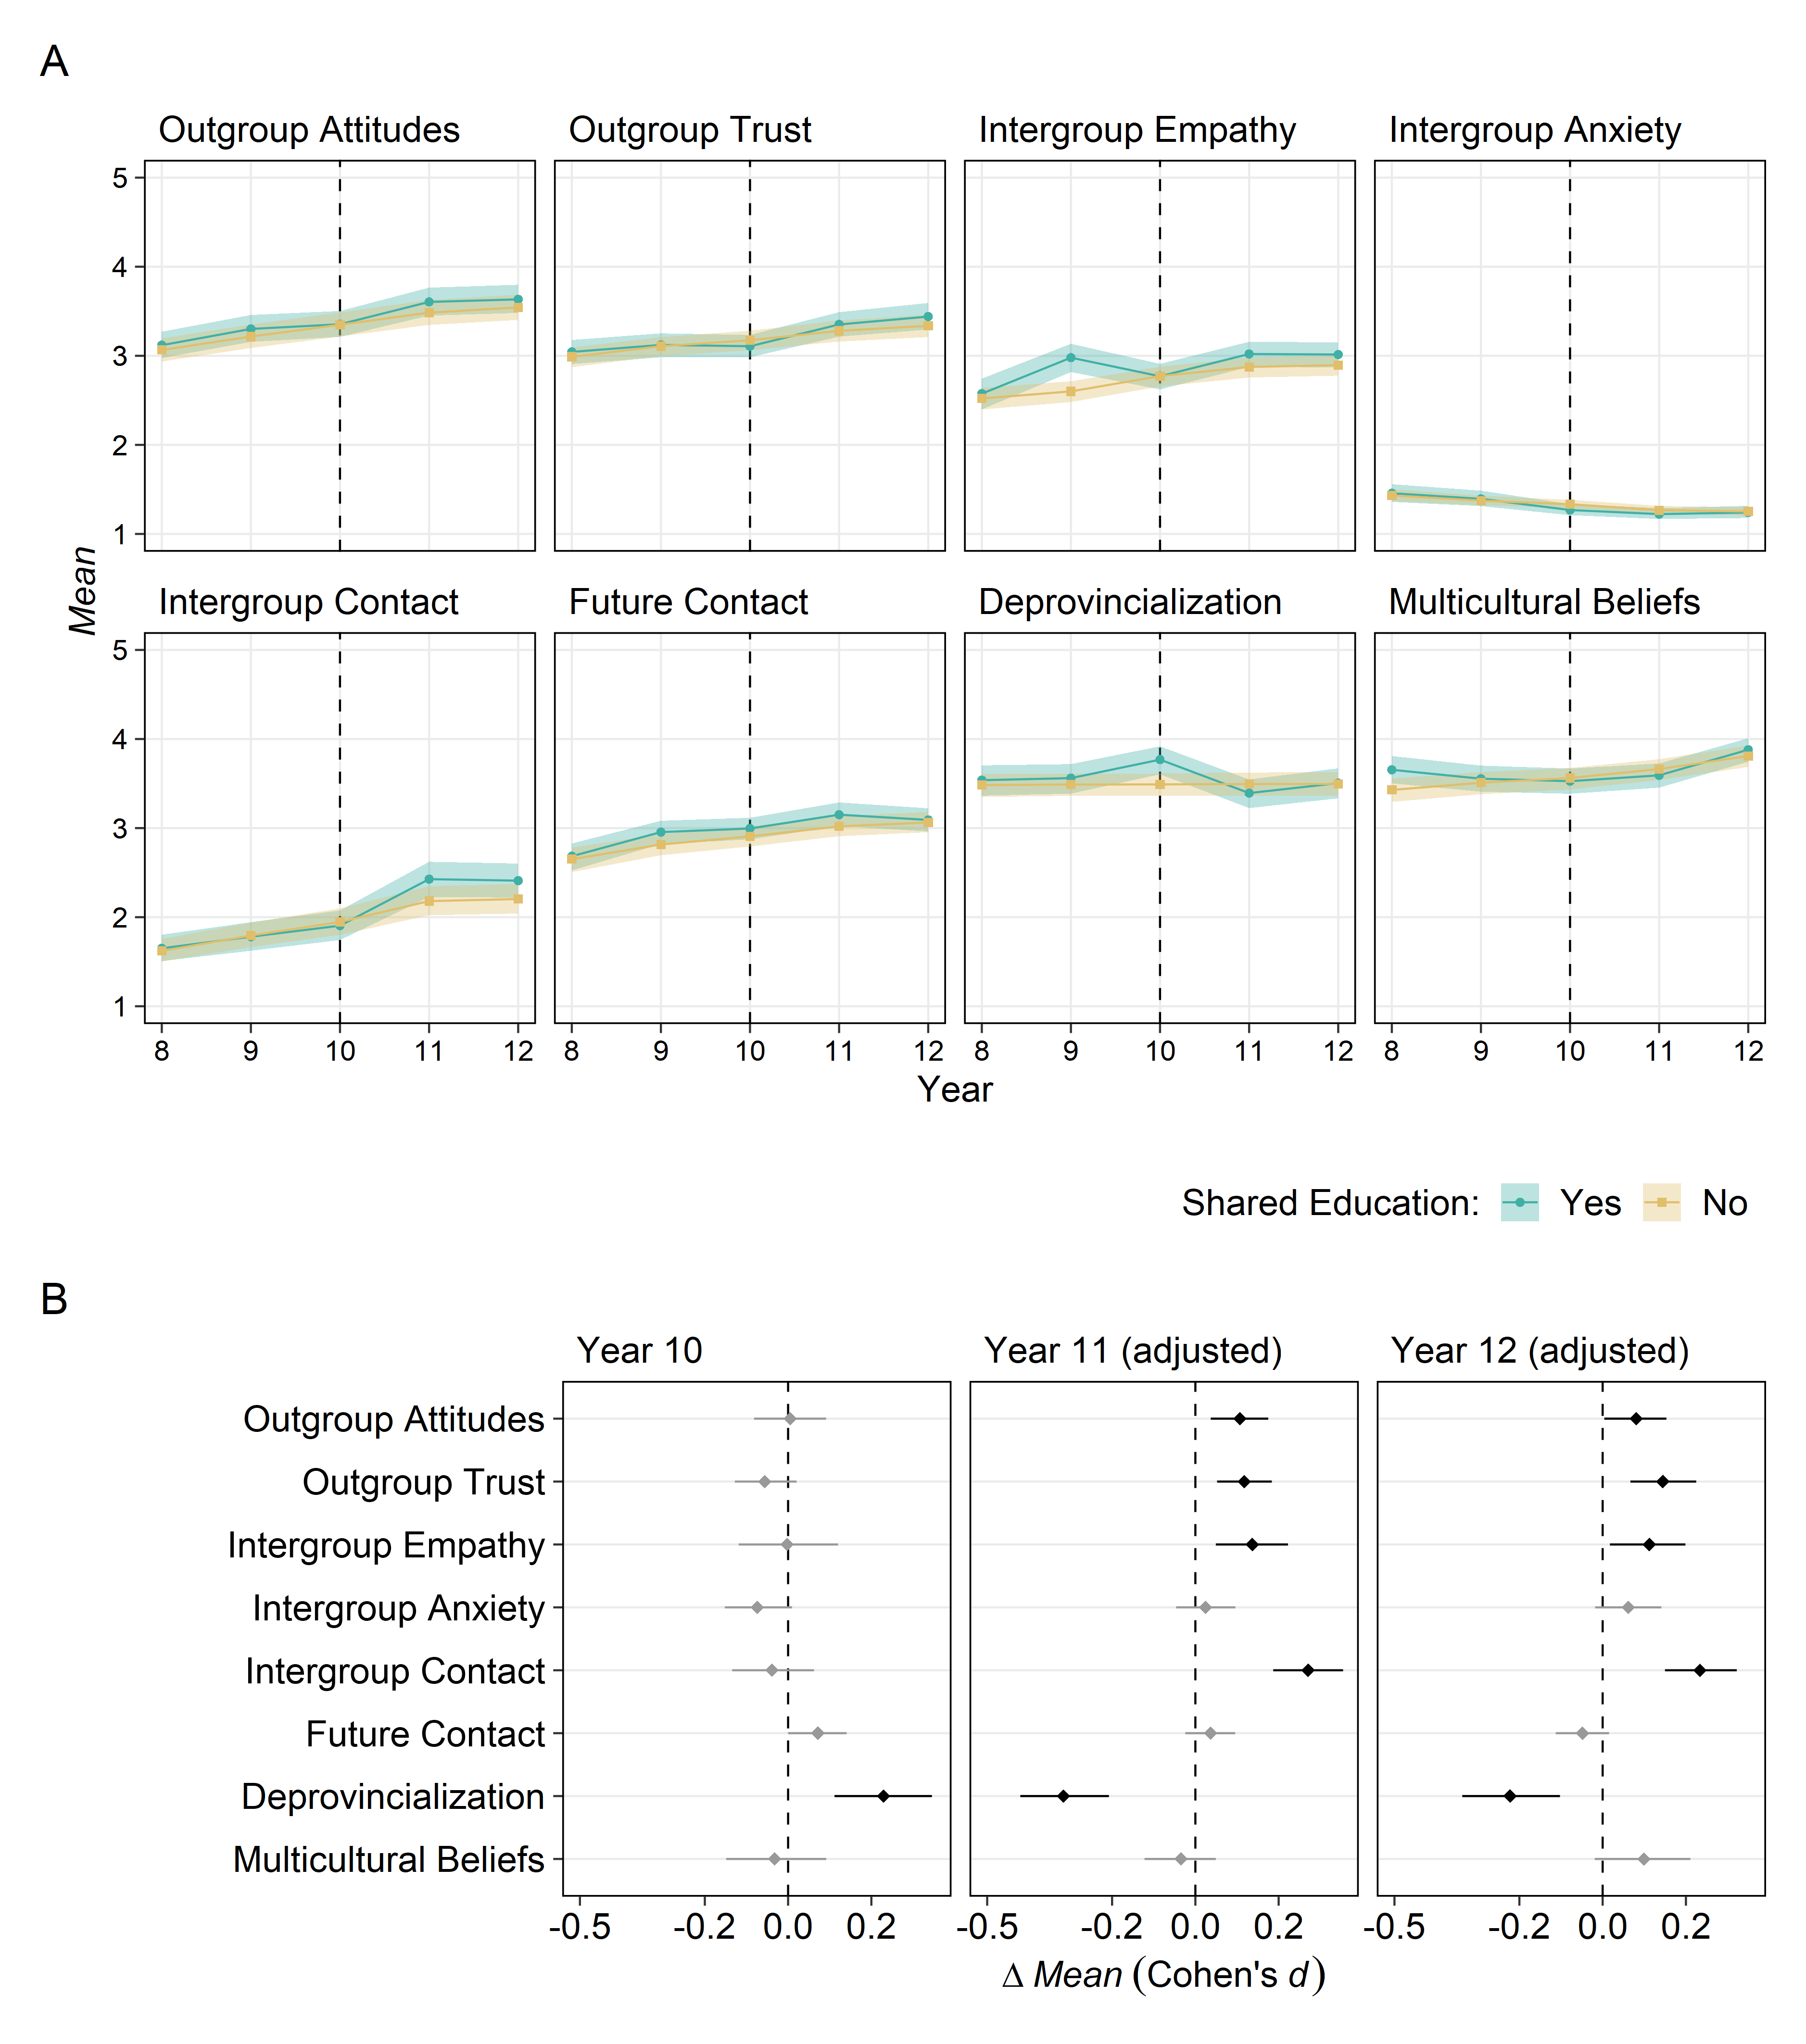 A
Outgroup Attitudes Outgroup Trust Intergroup Empathy Intergroup Anxiety
5
4
3
2
1
Mean
Intergroup Contact Future Contact Deprovincialization Multicultural Beliefs
5
4
3
2
1
8 9 10 11 12 8 9 10 11 12 8 9 10 11 12 8 9 10 11 12
Year
Shared Education: Yes No
B
Year 10 Year 11 (adjusted) Year 12 (adjusted)
Outgroup Attitudes
Outgroup Trust
Intergroup Empathy
Intergroup Anxiety
Intergroup Contact
Future Contact
Deprovincialization
Multicultural Beliefs
-0.5 -0.2 0.0 0.2 -0.5 -0.2 0.0 0.2 -0.5 -0.2 0.0 0.2
Δ Mean (Cohen's d)